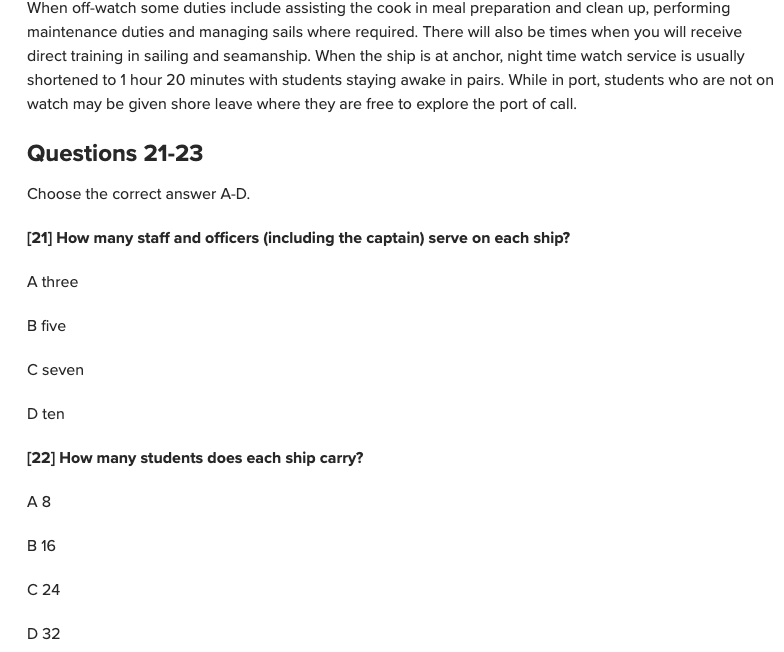 When off-watch some duties include assisting the cook in meal preparation and clean up, performing
maintenance duties and managing sails where required. There will also be times when you will receive
direct training in sailing and seamanship. When the ship is at anchor, night time watch service is usually
shortened to 1 hour 20 minutes with students staying awake in pairs. While in port, students who are not on
watch may be given shore leave where they are free to explore the port of call.
Questions 21-23
Choose the correct answer A-D.
[21] How many staff and officers (including the captain) serve on each ship?
A three
B five
C seven
D ten
[22] How many students does each ship carry?
A 8
B 16
C 24
D 32